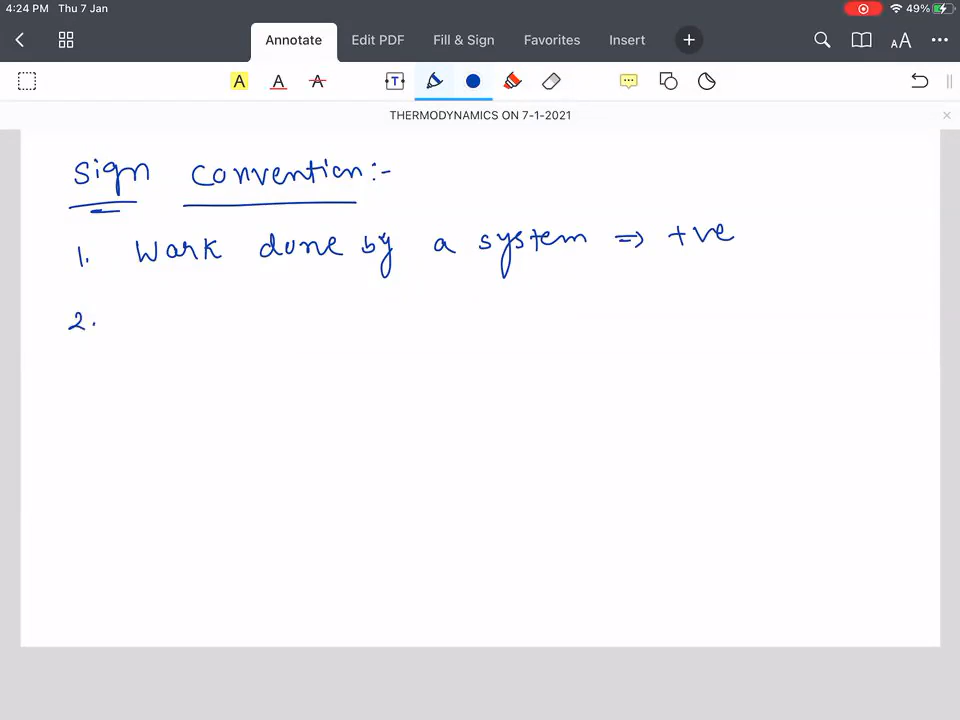 4:24 PM Thu 7 Jan 49%
Annotate Edit PDF Fill & Sign Favorites Insert
THERMODYNAMICS ON 7-1-2021
Sign Convention:-
1. Work done by a system ⇒ +ve
2.